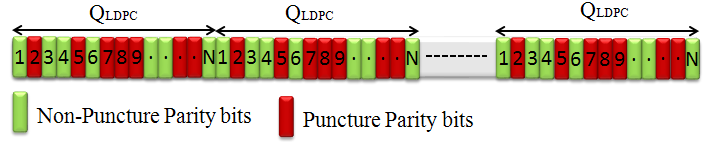 QLDPC QLDPC QLDPC
1 2 3 4 5 6 7 8 9 · · · · N 1 2 3 4 5 6 7 8 9 · · · · N -------- 1 2 3 4 5 6 7 8 9 · · · · N
Non-Puncture Parity bits Puncture Parity bits